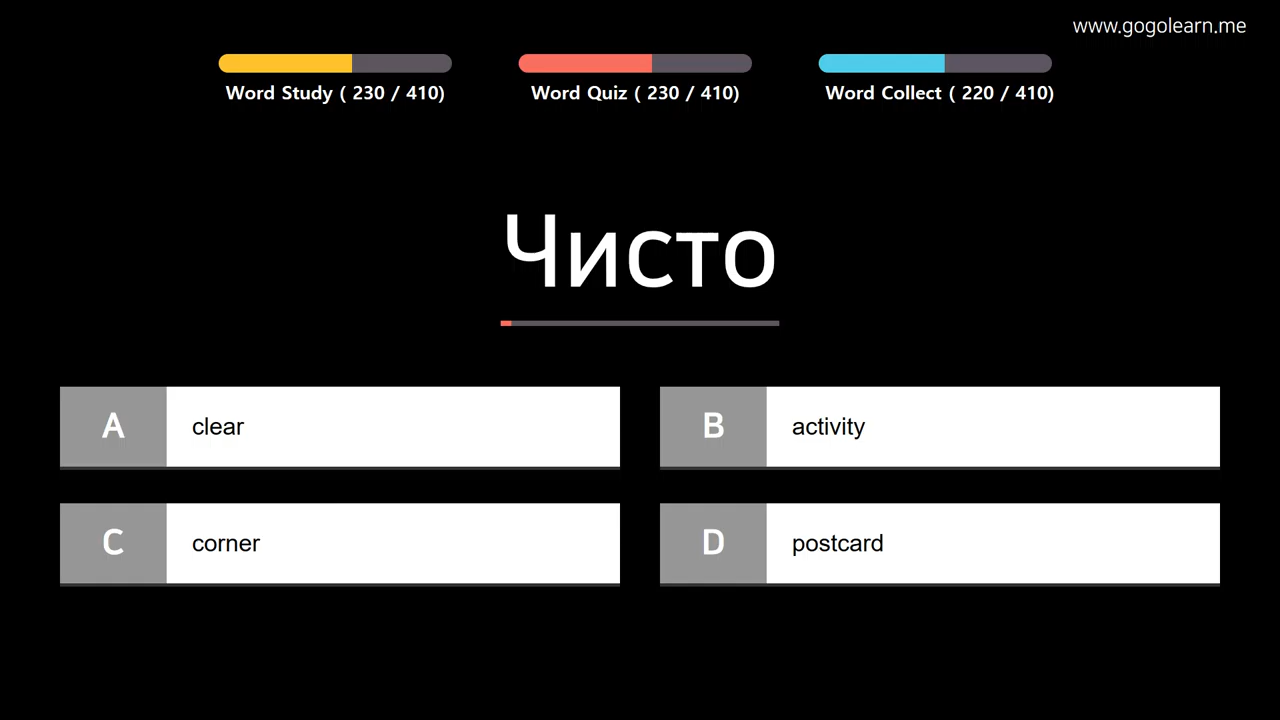 www.gogolearn.me
Word Study ( 230 / 410)
Word Quiz ( 230 / 410)
Word Collect ( 220 / 410)
Чисто
A clear
B activity
C corner
D postcard